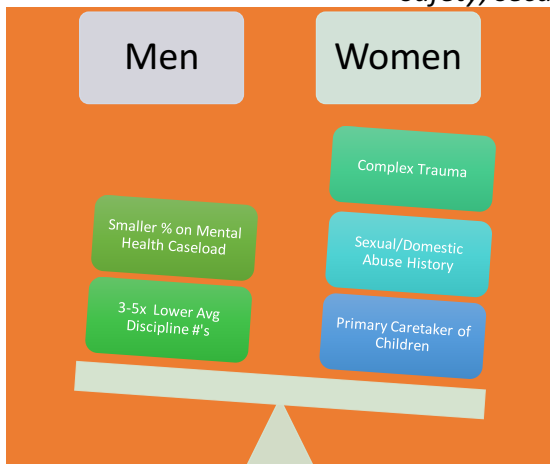 Men
Women
Complex Trauma
Smaller % on Mental
Health Caseload
Sexual/Domestic
Abuse History
3-5x Lower Avg
Discipline #'s
Primary Caretaker of
Children